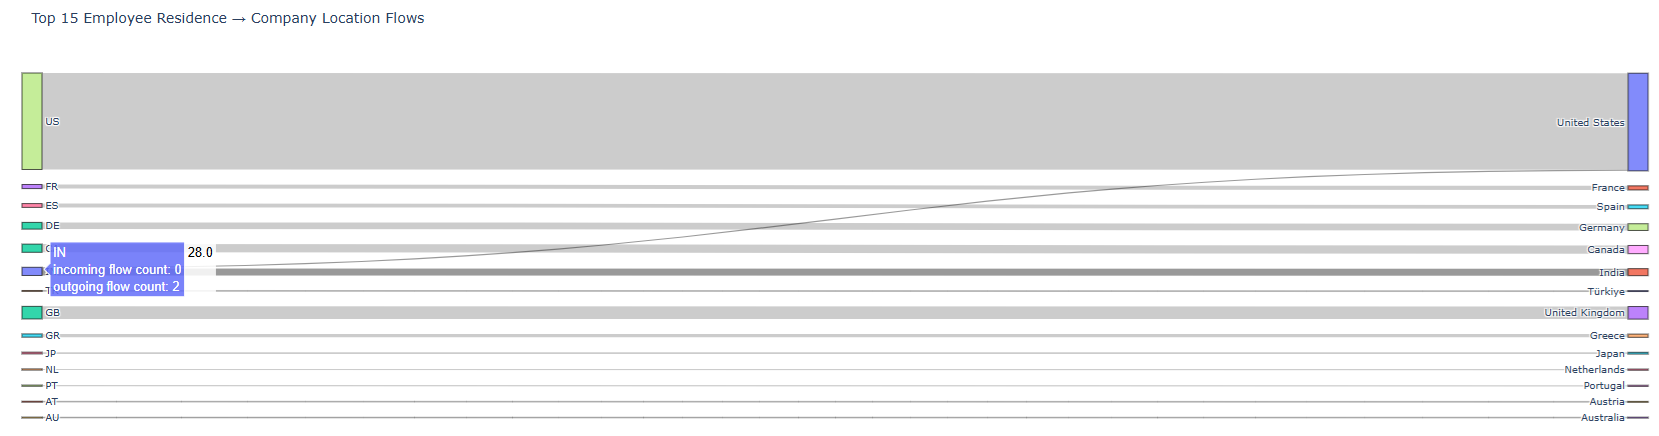 Top 15 Employee Residence → Company Location Flows
US
United States
FR
France
ES
Spain
DE
Germany
Canada
IN
28.0
incoming flow count: 0
outgoing flow count: 2
India
Türkiye
GB
United Kingdom
GR
Greece
JP
Japan
NL
Netherlands
PT
Portugal
AT
Austria
AU
Australia